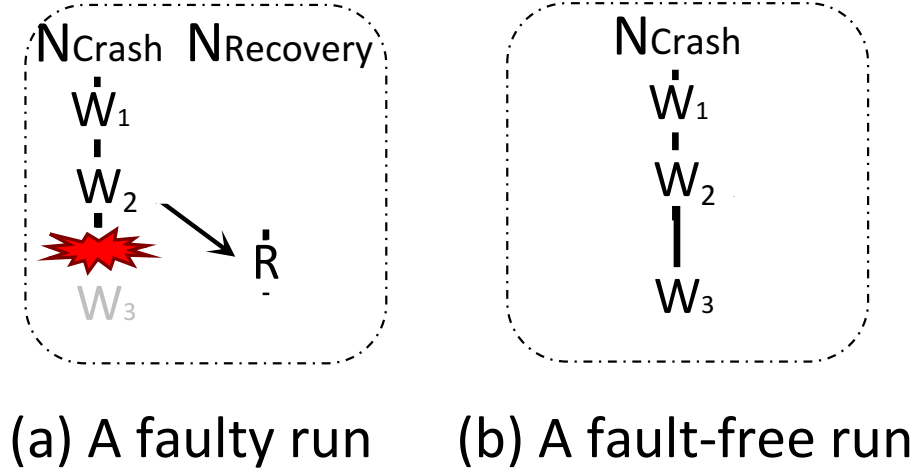 NCrash NRecovery
W1
W2
R
W3
(a) A faulty run
NCrash
W1
W2
W3
(b) A fault-free run